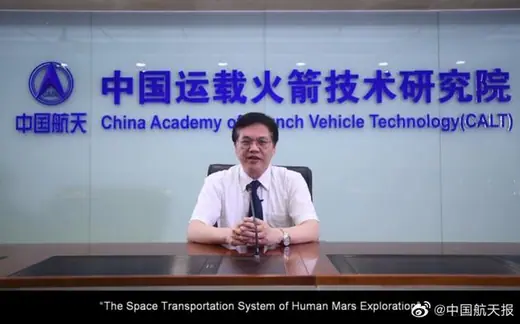 中国运载火箭技术研究院
中国航天
China Academy of nch Vehicle Technology(CALT)
"The Space Transportation System of Human Mars Exploration"
@中国航天报